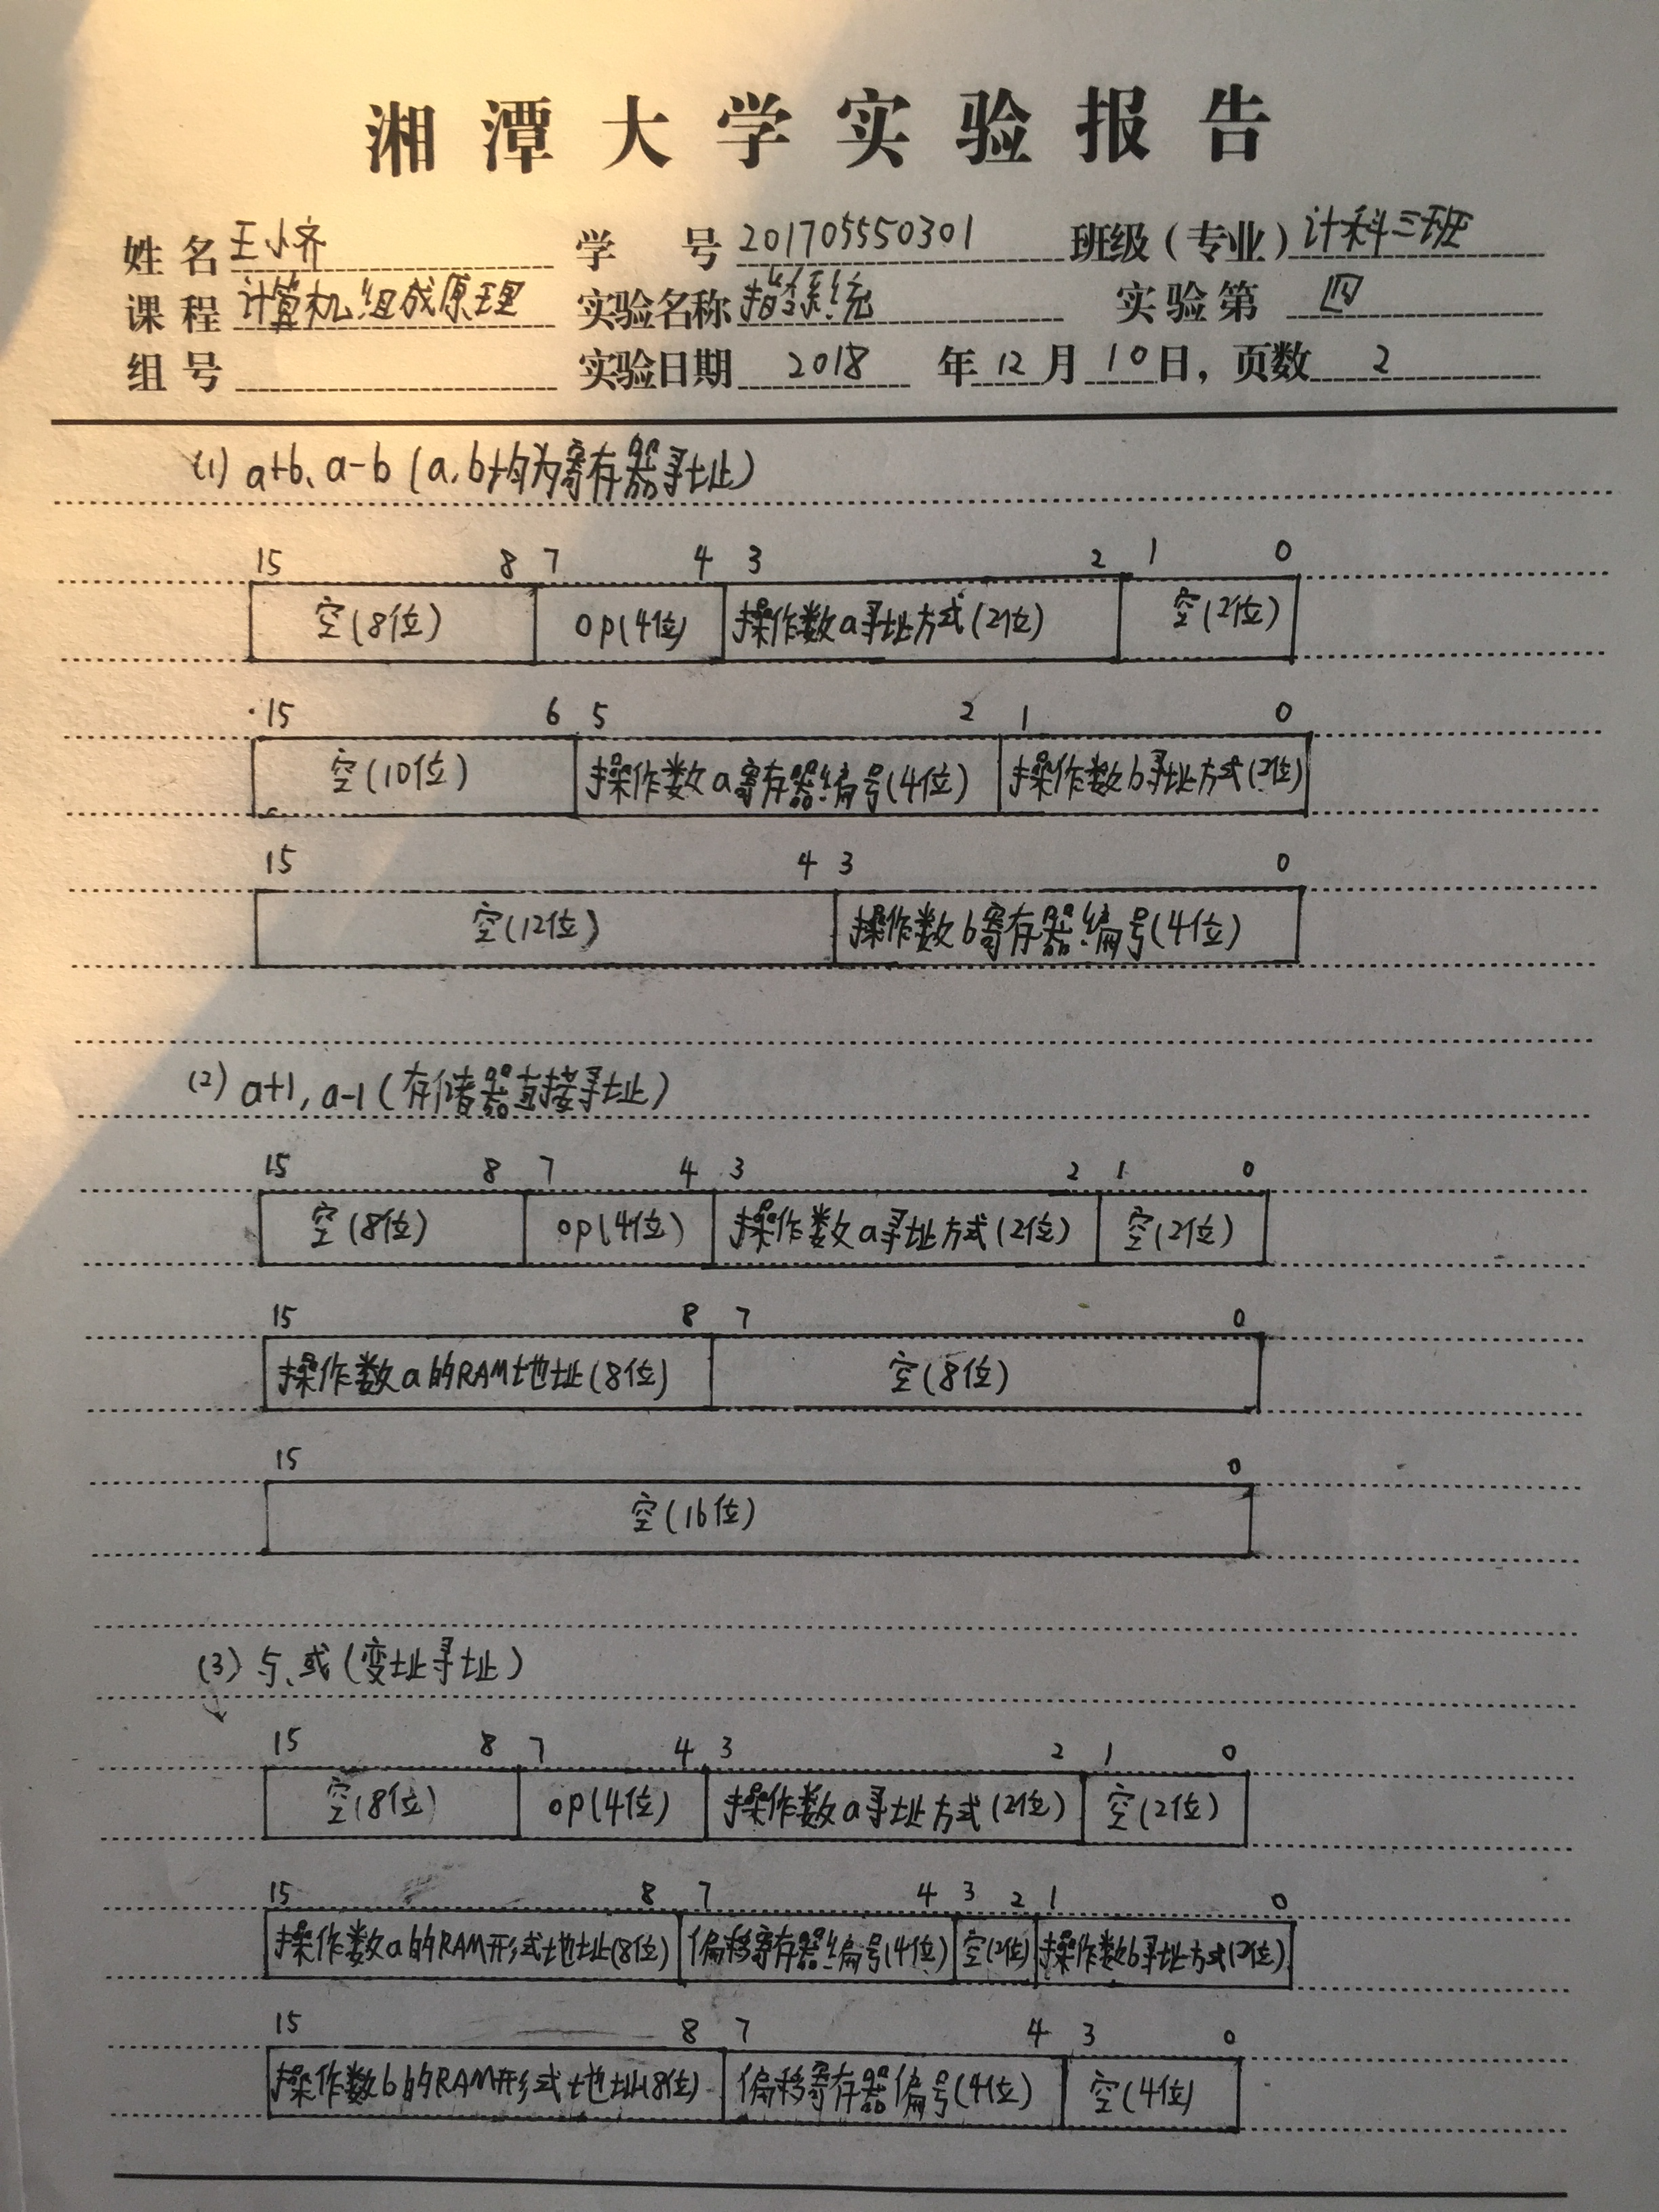 湘潭大学实验报告
姓名 王小齐 学号 201705550301 班级(专业) 计科三班
课程 计算机组成原理 实验名称 指令系统 实验第 四
组号 实验日期 2018 年 12 月 10 日, 页数 2
(1) a+b、a-b (a,b均为寄存器寻址)
15 8 7 4 3 2 1 0
空(8位) op(4位) 操作数a寻址方式(2位) 空(2位)
15 6 5 2 1 0
空(10位) 操作数a寄存器编号(4位) 操作数b寻址方式(2位)
15 4 3 0
空(12位) 操作数b寄存器编号(4位)
(2) a+1, a-1 (存储器直接寻址)
15 8 7 4 3 2 1 0
空(8位) op(4位) 操作数a寻址方式(2位) 空(2位)
15 8 7 0
操作数a的RAM地址(8位) 空(8位)
15 0
空(16位)
(3) 与、或 (变址寻址)
15 8 7 4 3 2 1 0
空(8位) op(4位) 操作数a寻址方式(2位) 空(2位)
15 8 7 4 3 2 1 0
操作数a的RAM形式地址(8位) 偏移寄存器编号(4位) 空(2位) 操作数b寻址方式(2位)
15 8 7 4 3 0
操作数b的RAM形式地址(8位) 偏移寄存器偏号(4位) 空(4位)